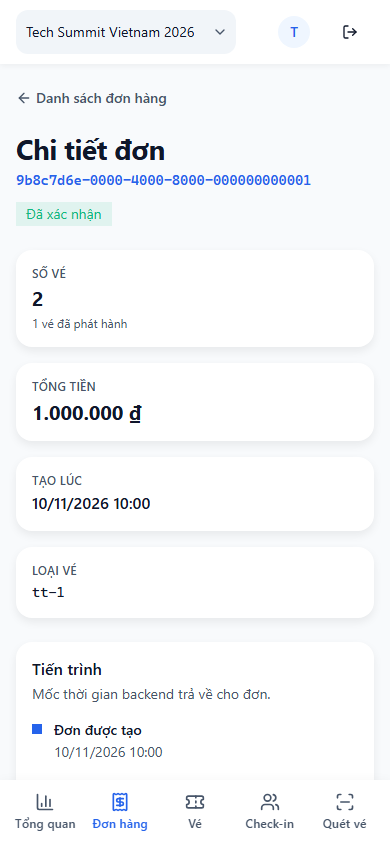 Tech Summit Vietnam 2026
T
Danh sách đơn hàng
Chi tiết đơn
9b8c7d6e-0000-4000-8000-000000000001
Đã xác nhận
SỐ VÉ
2
1 vé đã phát hành
TỔNG TIỀN
1.000.000 ₫
TẠO LÚC
10/11/2026 10:00
LOẠI VÉ
tt-1
Tiến trình
Mốc thời gian backend trả về cho đơn.
Đơn được tạo
10/11/2026 10:00
Tổng quan
Đơn hàng
Vé
Check-in
Quét vé